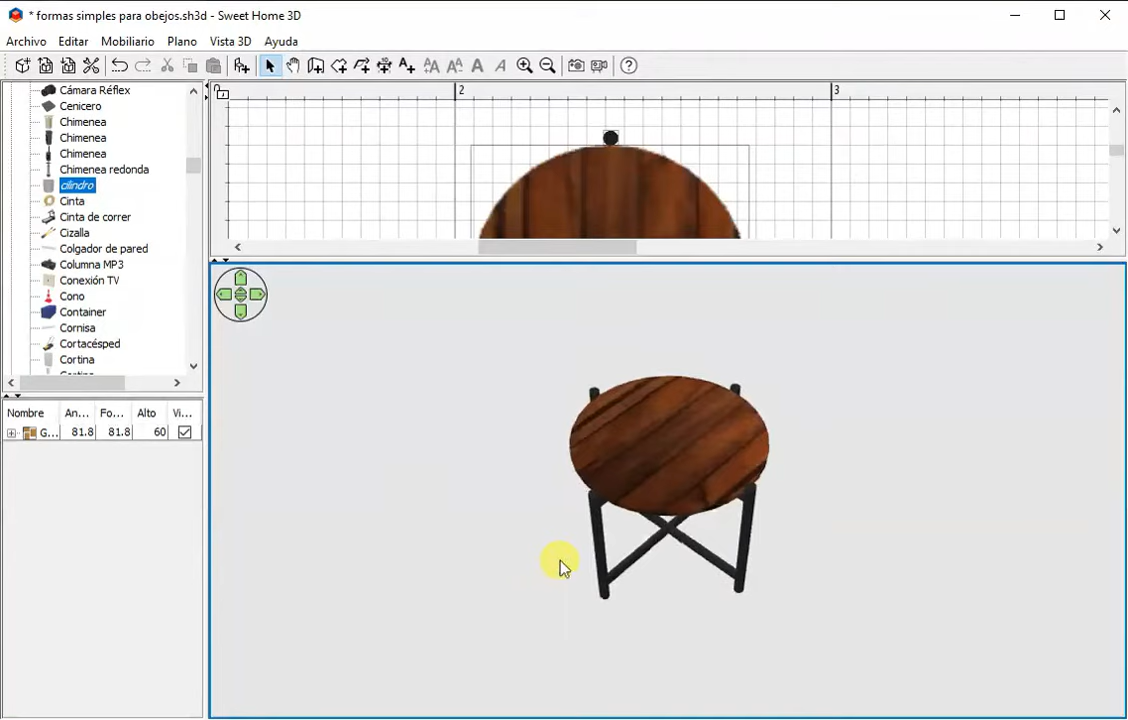 * formas simples para obejos.sh3d - Sweet Home 3D
Archivo Editar Mobiliario Plano Vista 3D Ayuda
2 3
Cámara Réflex
Cenicero
Chimenea
Chimenea
Chimenea
Chimenea redonda
cilindro
Cinta
Cinta de correr
Cizalla
Colgador de pared
Columna MP3
Conexión TV
Cono
Container
Cornisa
Cortacésped
Cortina
Nombre An... Fo... Alto Vi...
G... 81.8 81.8 60